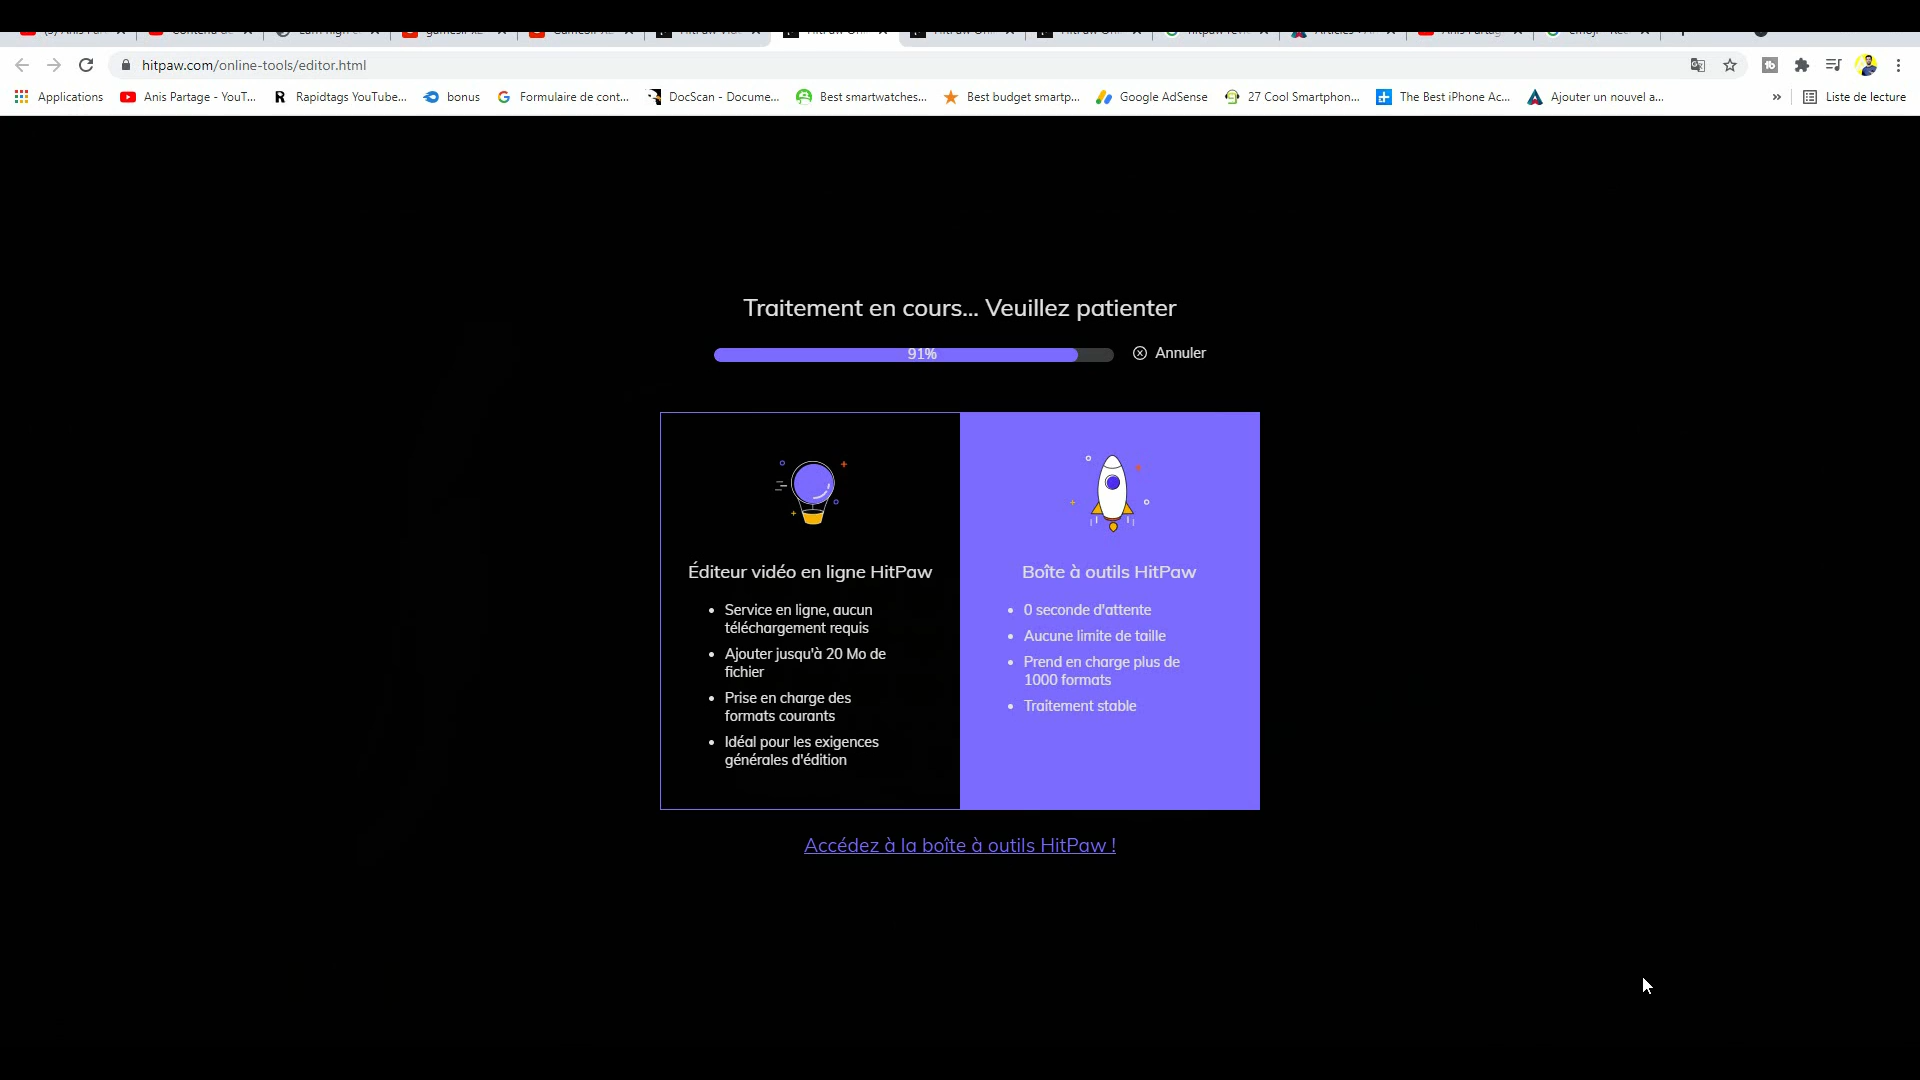 hitpaw.com/online-tools/editor.html
Applications Anis Partage - YouT... Rapidtags YouTube... bonus Formulaire de cont... DocScan - Docume... Best smartwatches... Best budget smartp... Google AdSense 27 Cool Smartphon... The Best iPhone Ac... Ajouter un nouvel a... » Liste de lecture
Traitement en cours... Veuillez patienter
91% Annuler
Éditeur vidéo en ligne HitPaw
• Service en ligne, aucun
téléchargement requis
• Ajouter jusqu'à 20 Mo de
fichier
• Prise en charge des
formats courants
• Idéal pour les exigences
générales d'édition
Boîte à outils HitPaw
• 0 seconde d'attente
• Aucune limite de taille
• Prend en charge plus de
1000 formats
• Traitement stable
Accédez à la boîte à outils HitPaw !